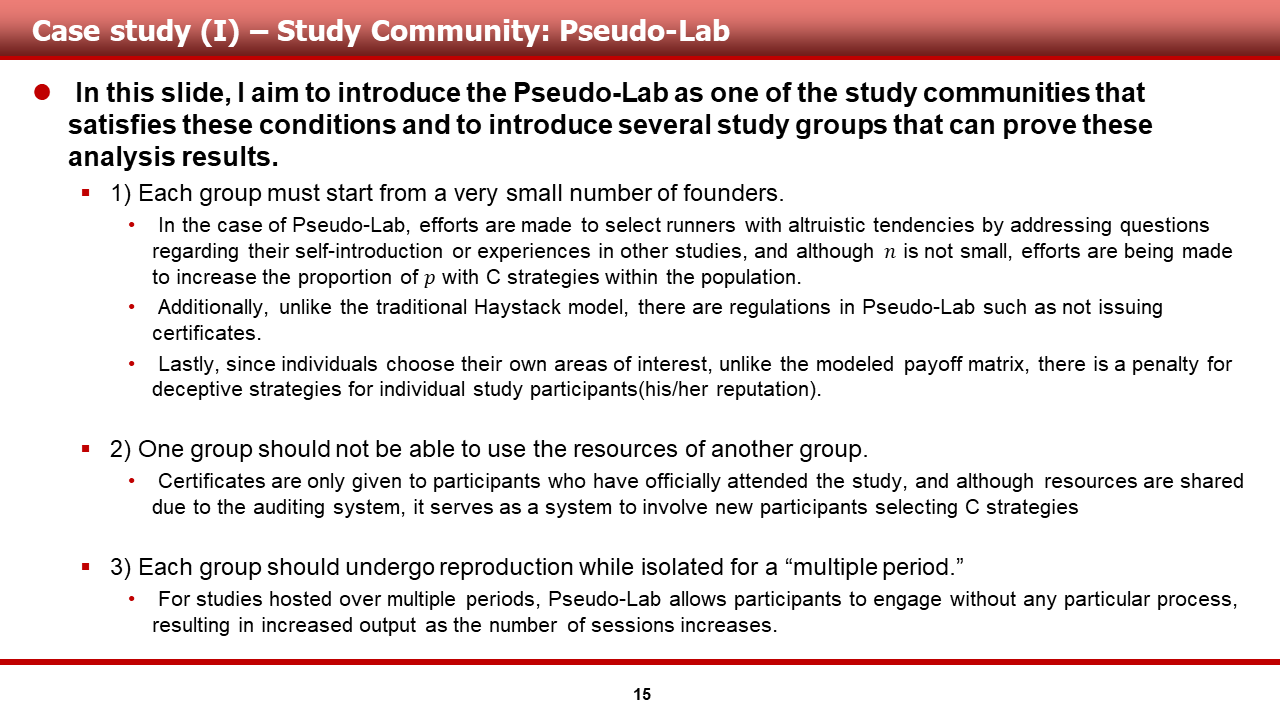 Case study (I) – Study Community: Pseudo-Lab
In this slide, I aim to introduce the Pseudo-Lab as one of the study communities that
satisfies these conditions and to introduce several study groups that can prove these
analysis results.
1) Each group must start from a very small number of founders.
In the case of Pseudo-Lab, efforts are made to select runners with altruistic tendencies by addressing questions
regarding their self-introduction or experiences in other studies, and although n is not small, efforts are being made
to increase the proportion of p with C strategies within the population.
Additionally, unlike the traditional Haystack model, there are regulations in Pseudo-Lab such as not issuing
certificates.
Lastly, since individuals choose their own areas of interest, unlike the modeled payoff matrix, there is a penalty for
deceptive strategies for individual study participants(his/her reputation).
2) One group should not be able to use the resources of another group.
Certificates are only given to participants who have officially attended the study, and although resources are shared
due to the auditing system, it serves as a system to involve new participants selecting C strategies
3) Each group should undergo reproduction while isolated for a “multiple period.”
For studies hosted over multiple periods, Pseudo-Lab allows participants to engage without any particular process,
resulting in increased output as the number of sessions increases.
15